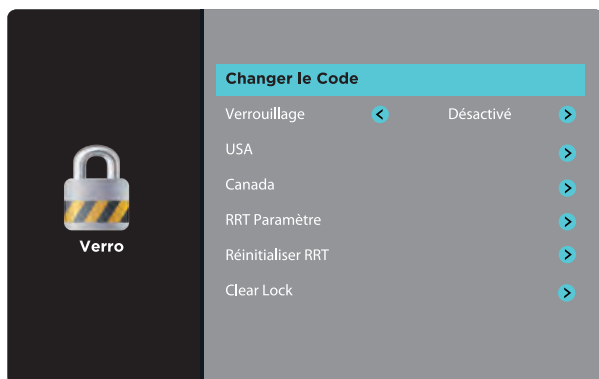 Changer le Code
Verrouillage Désactivé
USA
Canada
RRT Paramètre
Réinitialiser RRT
Clear Lock
Verro